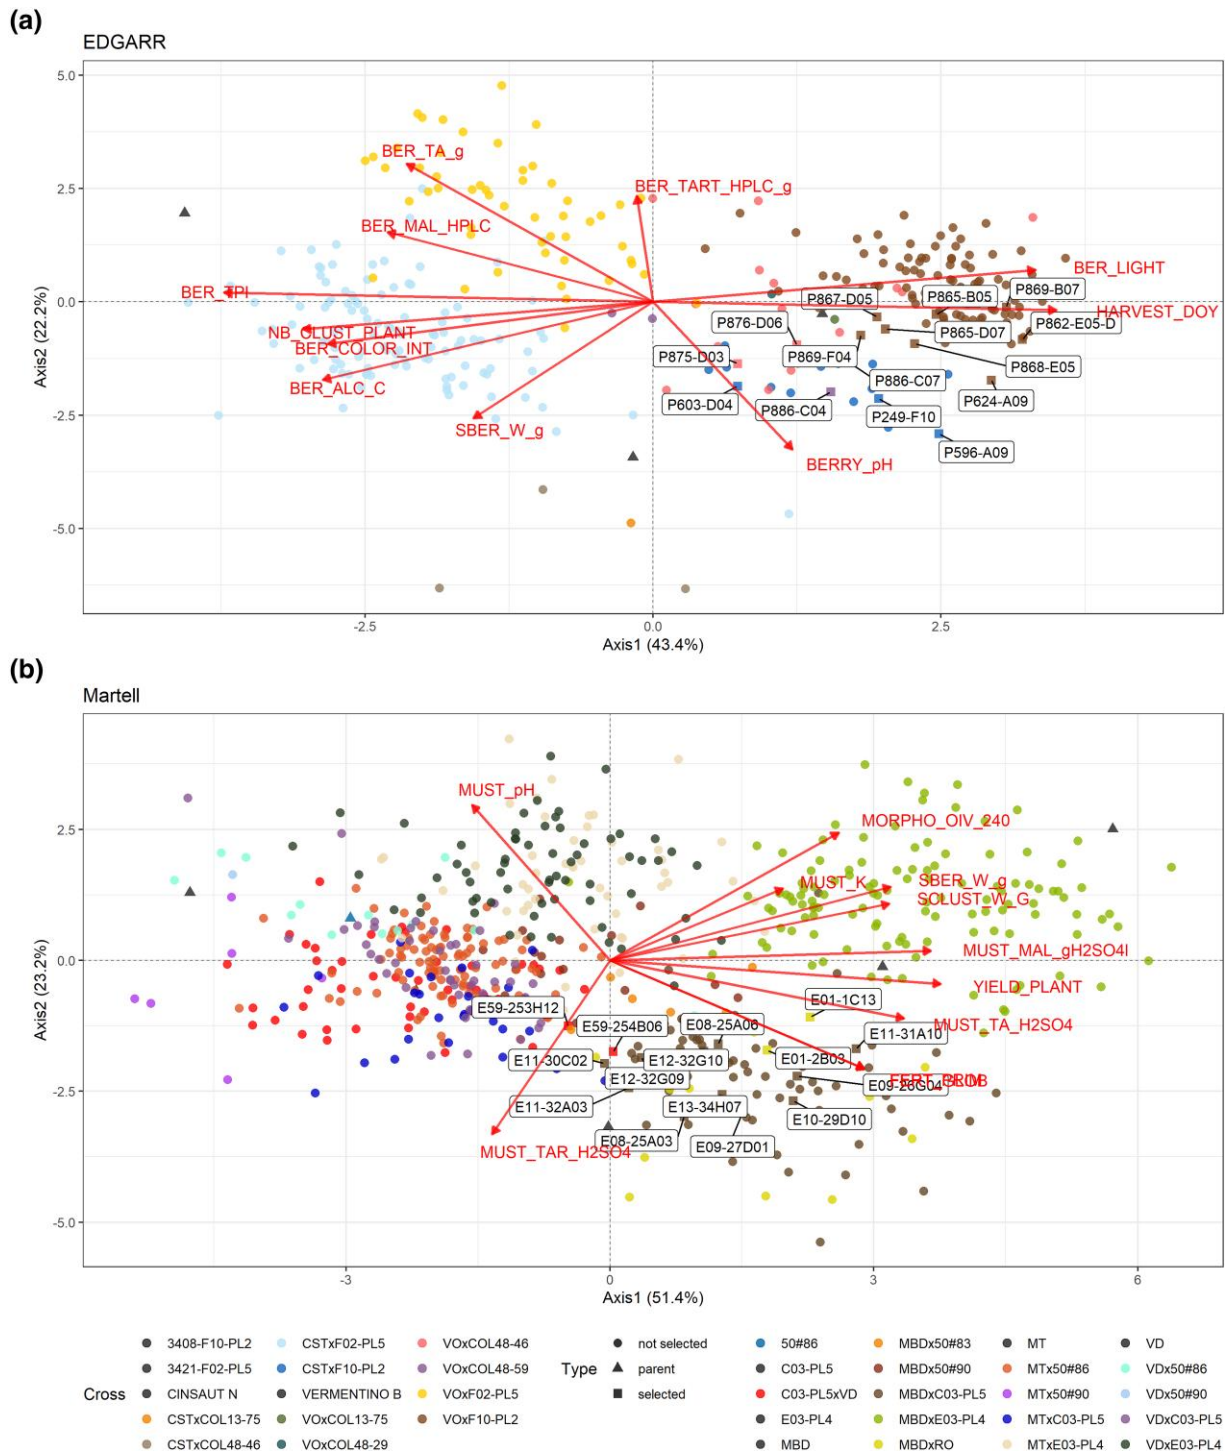 (a)
EDGARR
5.0
2.5
0.0
-2.5
-5.0
Axis2 (22.2%)
BER_TA_g
BER_TART_HPLC_g
BER_MAL_HPLC
BER_TPI
BER_LIGHT
HARVEST_DOY
NB_CLUST_PLANT
BER_COLOR_INT
BER_ALC_C
SBER_W_g
BERRY_pH
P867-D05
P865-B05
P869-B07
P876-D06
P865-D07
P862-E05-D
P875-D03
P869-F04
P868-E05
P886-C07
P603-D04
P886-C04
P249-F10
P624-A09
P596-A09
-2.5
0.0
2.5
Axis1 (43.4%)
(b)
Martell
2.5
0.0
-2.5
-5.0
Axis2 (23.2%)
MUST_pH
MORPHO_OIV_240
MUST_K
SBER_W_g
SCLUST_W_G
MUST_MAL_gH2SO4l
YIELD_PLANT
MUST_TA_H2SO4
MUST_TAR_H2SO4
E59-253H12
E59-254B06
E08-25A06
E01-1C13
E11-30C02
E12-32G10
E01-2B03
E11-31A10
E12-32G09
E09-26G04
E11-32A03
E13-34H07
E10-29D10
E08-25A03
E09-27D01
-3
0
3
6
Axis1 (51.4%)
Cross
3408-F10-PL2
3421-F02-PL5
CINSAUT N
CSTxCOL13-75
CSTxCOL48-46
CSTxF02-PL5
CSTxF10-PL2
VERMENTINO B
VOxCOL13-75
VOxCOL48-29
VOxCOL48-46
VOxCOL48-59
VOxF02-PL5
VOxF10-PL2
Type
not selected
parent
selected
50#86
C03-PL5
C03-PL5xVD
E03-PL4
MBD
MBDx50#83
MBDx50#90
MBDxC03-PL5
MBDxE03-PL4
MBDxRO
MT
MTx50#86
MTx50#90
MTxC03-PL5
MTxE03-PL4
VD
VDx50#86
VDx50#90
VDxC03-PL5
VDxE03-PL4